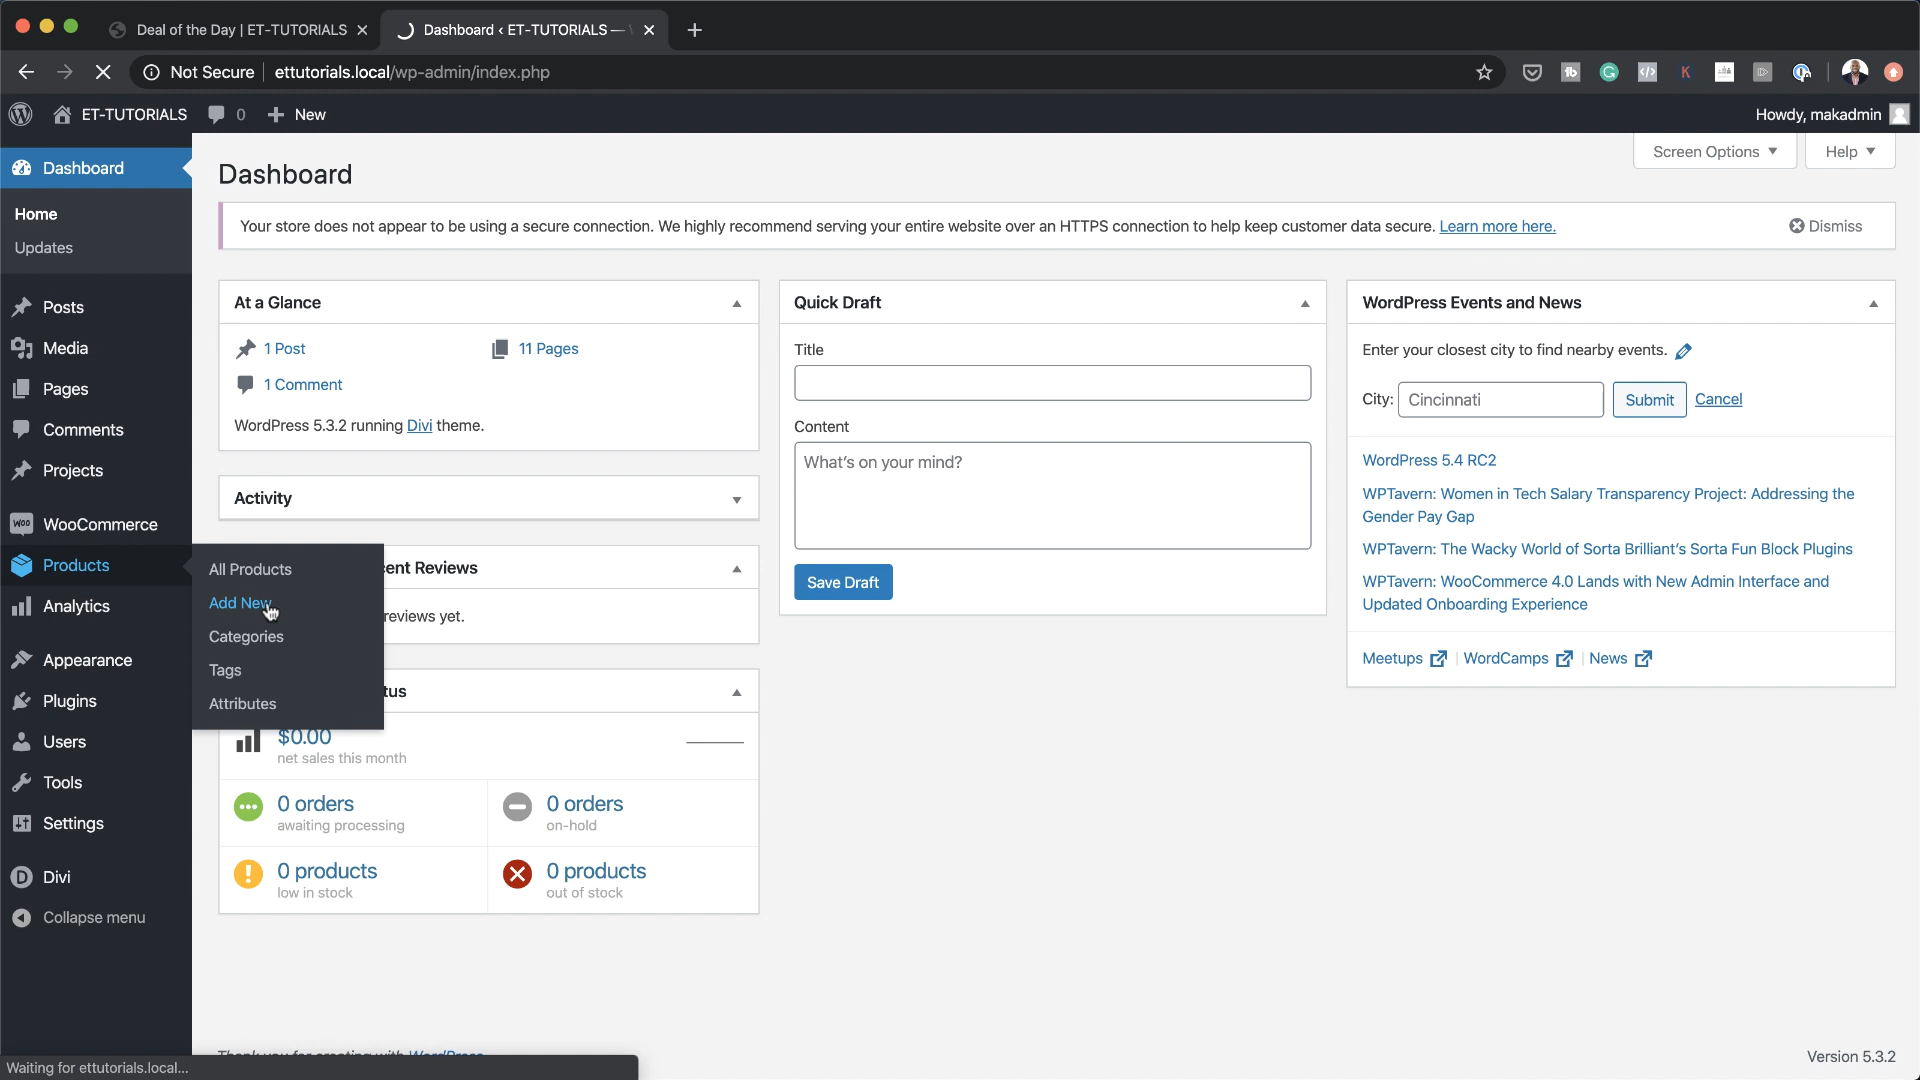 Deal of the Day | ET-TUTORIALS
Dashboard ‹ ET-TUTORIALS —
Not Secure
ettutorials.local/wp-admin/index.php
ET-TUTORIALS
0
New
Howdy, makadmin
Dashboard
Home
Updates
Posts
Media
Pages
Comments
Projects
WooCommerce
Products
Analytics
Appearance
Plugins
Users
Tools
Settings
Divi
Collapse menu
All Products
Add New
Categories
Tags
Attributes
Dashboard
Screen Options
Help
Your store does not appear to be using a secure connection. We highly recommend serving your entire website over an HTTPS connection to help keep customer data secure. Learn more here.
Dismiss
At a Glance
1 Post
11 Pages
1 Comment
WordPress 5.3.2 running Divi theme.
Activity
cent Reviews
reviews yet.
tus
$0.00
net sales this month
0 orders
awaiting processing
0 orders
on-hold
0 products
low in stock
0 products
out of stock
Quick Draft
Title
Content
What's on your mind?
Save Draft
WordPress Events and News
Enter your closest city to find nearby events.
City:
Cincinnati
Submit
Cancel
WordPress 5.4 RC2
WPTavern: Women in Tech Salary Transparency Project: Addressing the
Gender Pay Gap
WPTavern: The Wacky World of Sorta Brilliant's Sorta Fun Block Plugins
WPTavern: WooCommerce 4.0 Lands with New Admin Interface and
Updated Onboarding Experience
Meetups
WordCamps
News
Thank you for creating with WordPress
Version 5.3.2
Waiting for ettutorials.local...